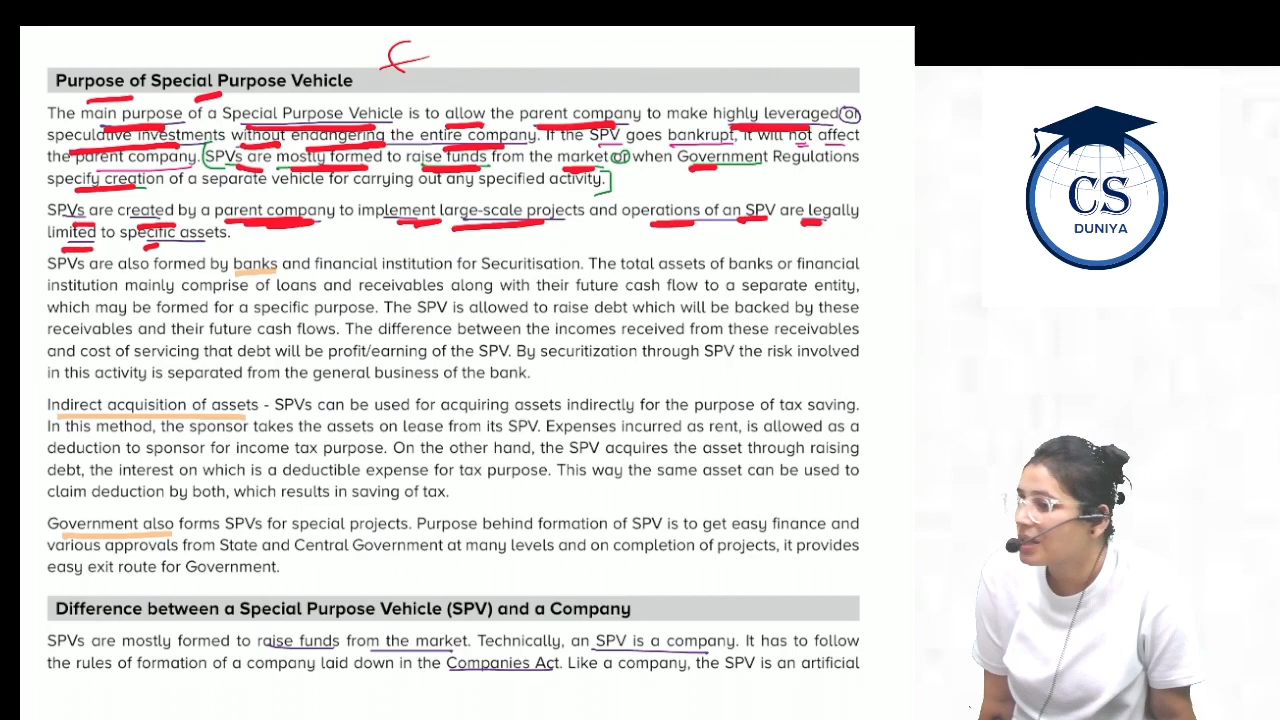 Purpose of Special Purpose Vehicle
The main purpose of a Special Purpose Vehicle is to allow the parent company to make highly leveraged or
speculative investments without endangering the entire company. If the SPV goes bankrupt, it will not affect
the parent company. SPVs are mostly formed to raise funds from the market or when Government Regulations
specify creation of a separate vehicle for carrying out any specified activity.
SPVs are created by a parent company to implement large-scale projects and operations of an SPV are legally
limited to specific assets.
SPVs are also formed by banks and financial institution for Securitisation. The total assets of banks or financial
institution mainly comprise of loans and receivables along with their future cash flow to a separate entity,
which may be formed for a specific purpose. The SPV is allowed to raise debt which will be backed by these
receivables and their future cash flows. The difference between the incomes received from these receivables
and cost of servicing that debt will be profit/earning of the SPV. By securitization through SPV the risk involved
in this activity is separated from the general business of the bank.
Indirect acquisition of assets - SPVs can be used for acquiring assets indirectly for the purpose of tax saving.
In this method, the sponsor takes the assets on lease from its SPV. Expenses incurred as rent, is allowed as a
deduction to sponsor for income tax purpose. On the other hand, the SPV acquires the asset through raising
debt, the interest on which is a deductible expense for tax purpose. This way the same asset can be used to
claim deduction by both, which results in saving of tax.
Government also forms SPVs for special projects. Purpose behind formation of SPV is to get easy finance and
various approvals from State and Central Government at many levels and on completion of projects, it provides
easy exit route for Government.
Difference between a Special Purpose Vehicle (SPV) and a Company
SPVs are mostly formed to raise funds from the market. Technically, an SPV is a company. It has to follow
the rules of formation of a company laid down in the Companies Act. Like a company, the SPV is an artificial
CS
DUNIYA